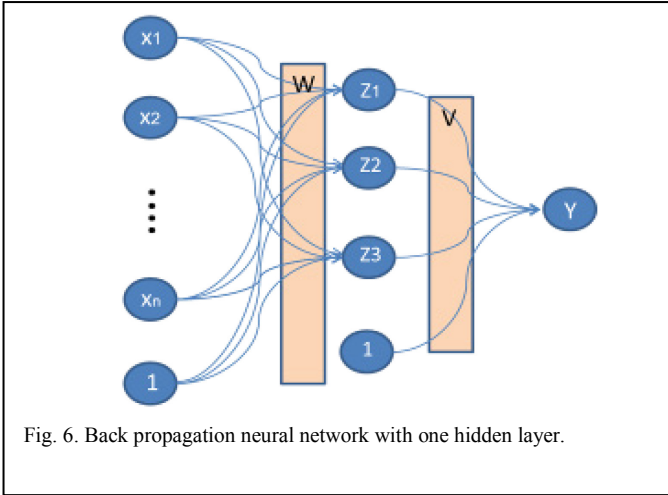 x1
x2
xn
1
W
Z1
Z2
Z3
1
V
Y
Fig. 6. Back propagation neural network with one hidden layer.